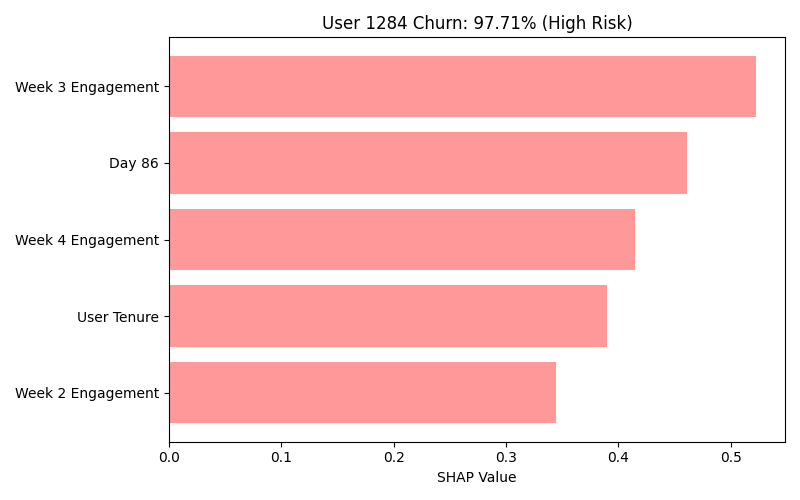 User 1284 Churn: 97.71% (High Risk)
Week 3 Engagement
Day 86
Week 4 Engagement
User Tenure
Week 2 Engagement
0.0 0.1 0.2 0.3 0.4 0.5
SHAP Value